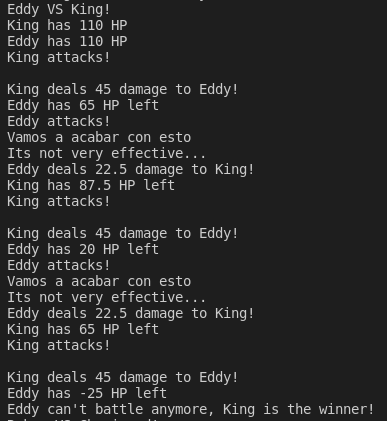 Eddy VS King!
King has 110 HP
Eddy has 110 HP
King attacks!
King deals 45 damage to Eddy!
Eddy has 65 HP left
Eddy attacks!
Vamos a acabar con esto
Its not very effective...
Eddy deals 22.5 damage to King!
King has 87.5 HP left
King attacks!
King deals 45 damage to Eddy!
Eddy has 20 HP left
Eddy attacks!
Vamos a acabar con esto
Its not very effective...
Eddy deals 22.5 damage to King!
King has 65 HP left
King attacks!
King deals 45 damage to Eddy!
Eddy has -25 HP left
Eddy can't battle anymore, King is the winner!